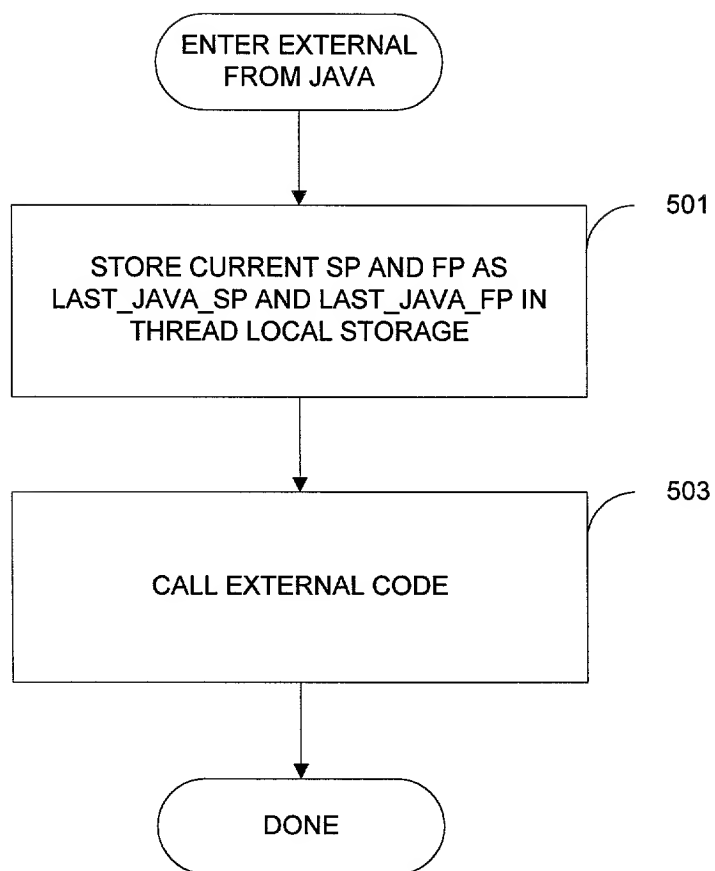 ENTER EXTERNAL
FROM JAVA
501
STORE CURRENT SP AND FP AS
LAST_JAVA_SP AND LAST_JAVA_FP IN
THREAD LOCAL STORAGE
503
CALL EXTERNAL CODE
DONE